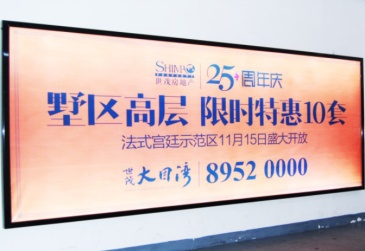 SHIMAO
PROPERTY
世茂房地产
25 周年庆
墅区高层 限时特惠10套
法式宫廷示范区11月15日盛大开放
世茂 大目湾 8952 0000